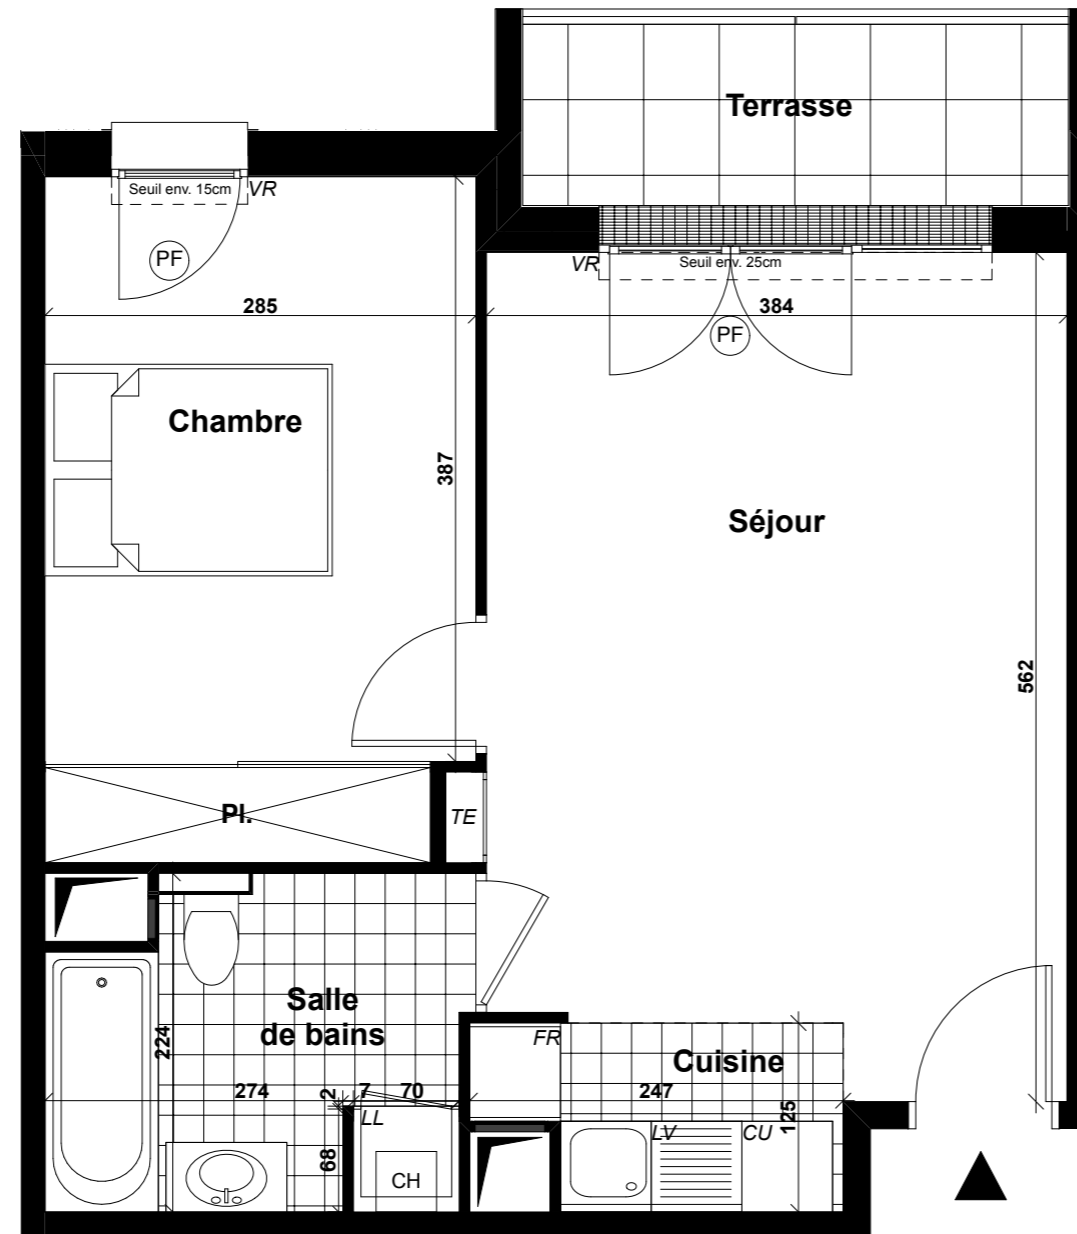 Terrasse
Seuil env. 15cm
VR
PF
VR
Seuil env. 25cm
285
384
PF
Chambre
387
Séjour
562
Pl.
TE
Salle
de bains
224
FR
Cuisine
274
2
7
70
247
LL
125
LV
CU
68
CH